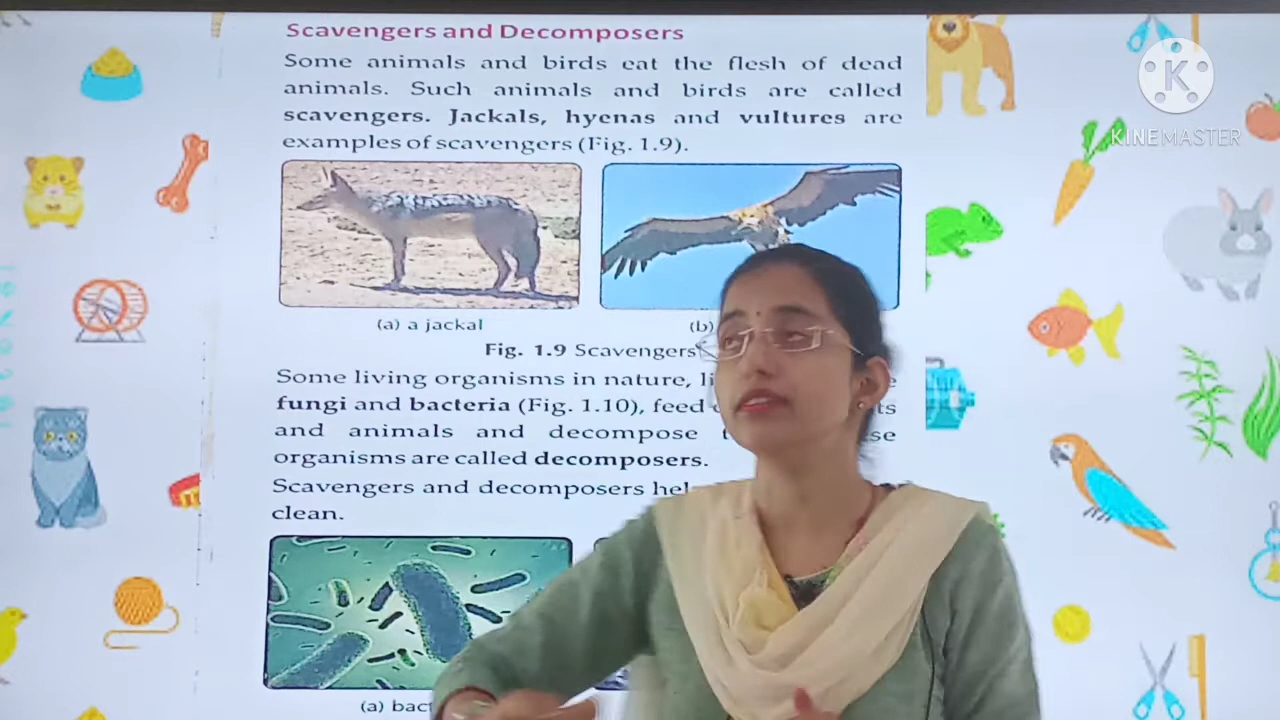 Scavengers and Decomposers
Some animals and birds eat the flesh of dead
animals. Such animals and birds are called
scavengers. Jackals, hyenas and vultures are
examples of scavengers (Fig. 1.9).
(a) a jackal
(b)
Fig. 1.9 Scavengers
Some living organisms in nature,
fungi and bacteria (Fig. 1.10), feed
and animals and decompose
organisms are called decomposers.
Scavengers and decomposers
clean.
(a)
K
KINEMASTER